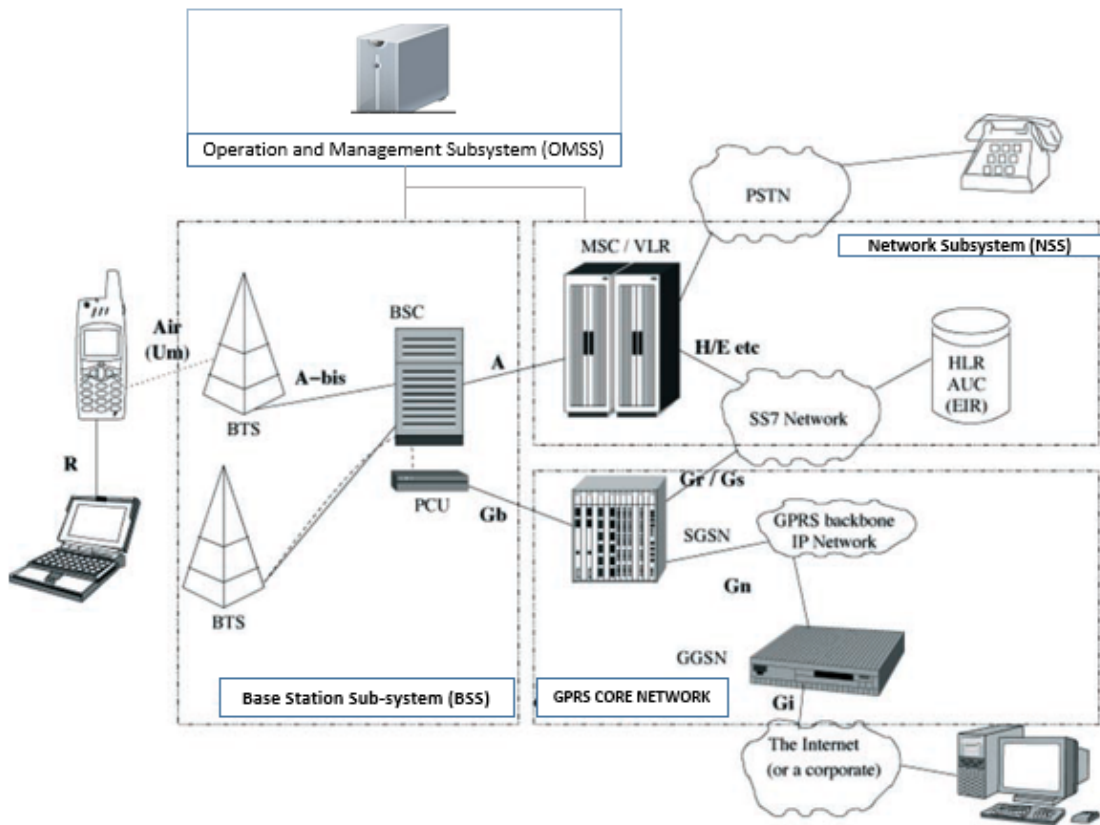 Operation and Management Subsystem (OMSS)
PSTN
MSC / VLR
Network Subsystem (NSS)
BSC
Air
(Um)
A-bis
A
H/E etc
HLR
AUC
(EIR)
BTS
SS7 Network
R
PCU
Gb
Gr / Gs
SGSN
GPRS backbone
IP Network
Gn
BTS
GGSN
Base Station Sub-system (BSS)
GPRS CORE NETWORK
Gi
The Internet
(or a corporate)